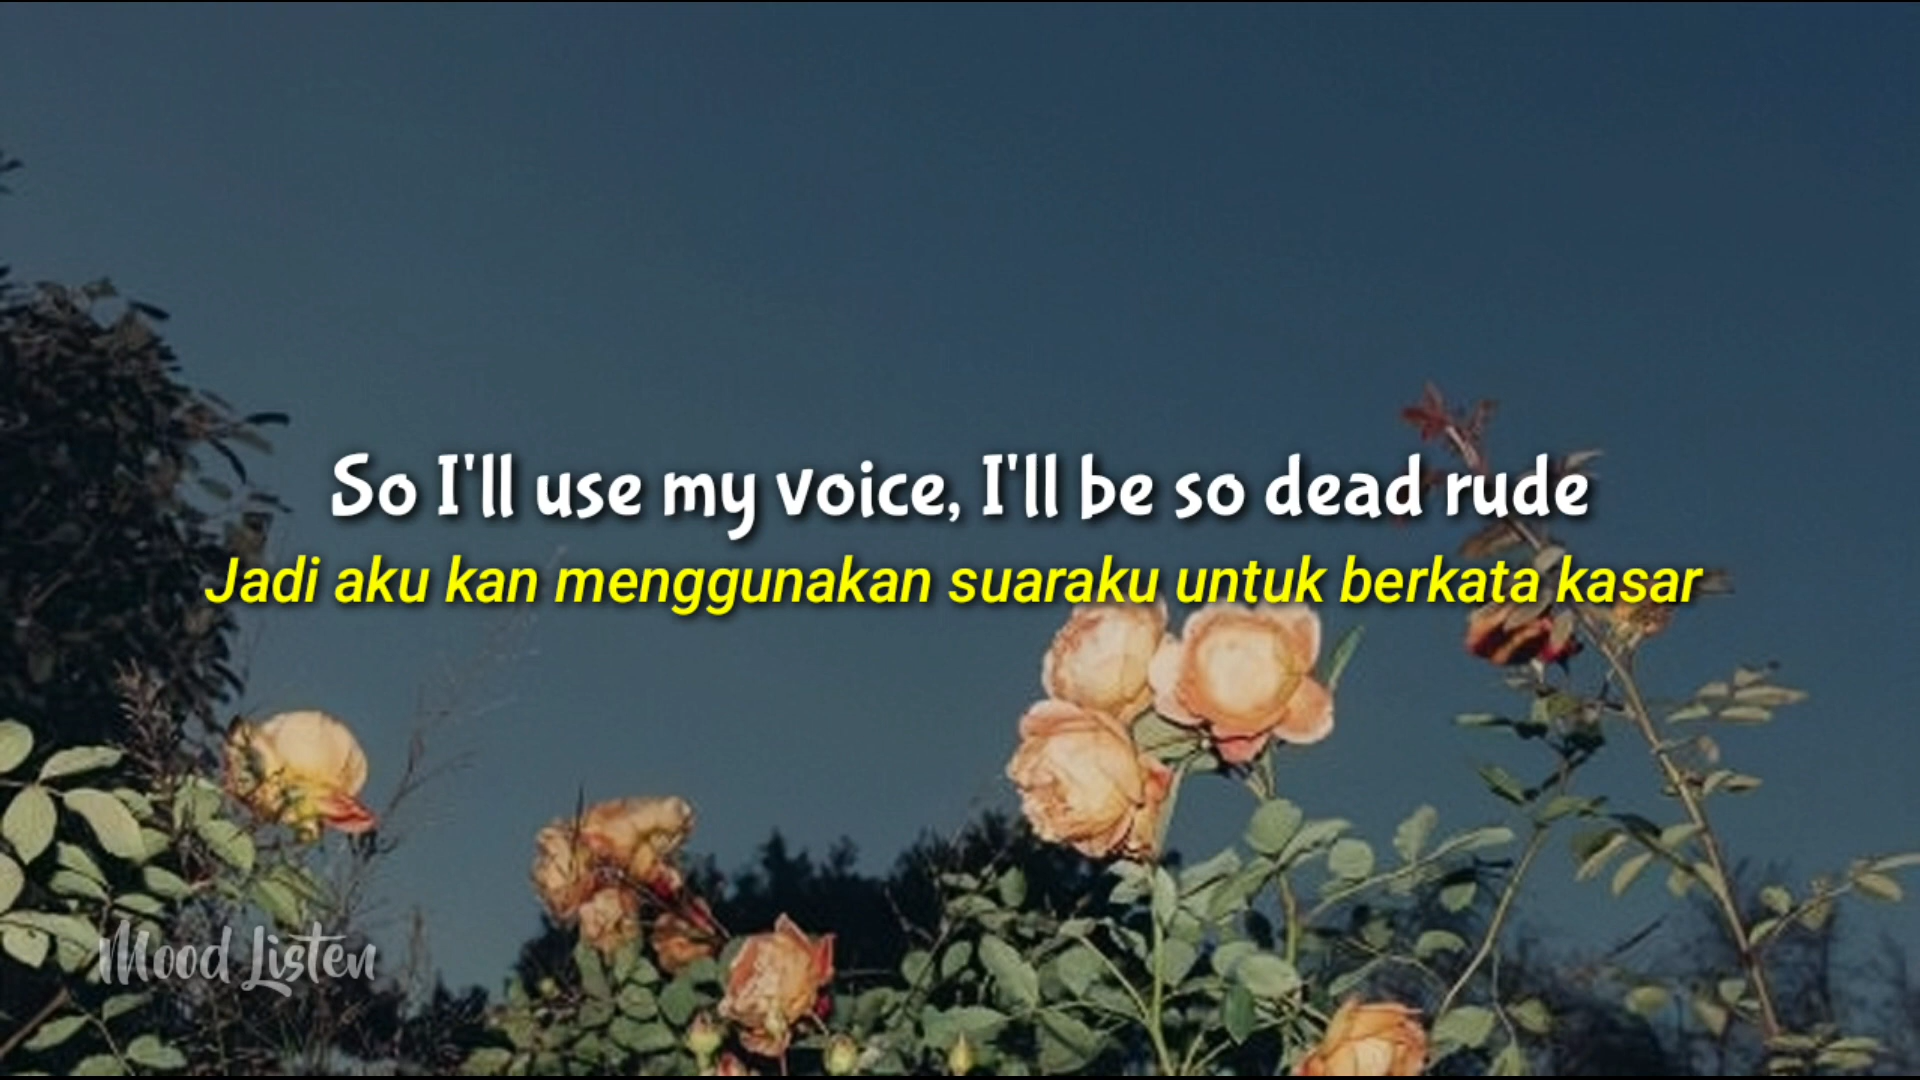 So I'll use my voice, I'll be so dead rude
Jadi aku kan menggunakan suaraku untuk berkata kasar
Mood Listen